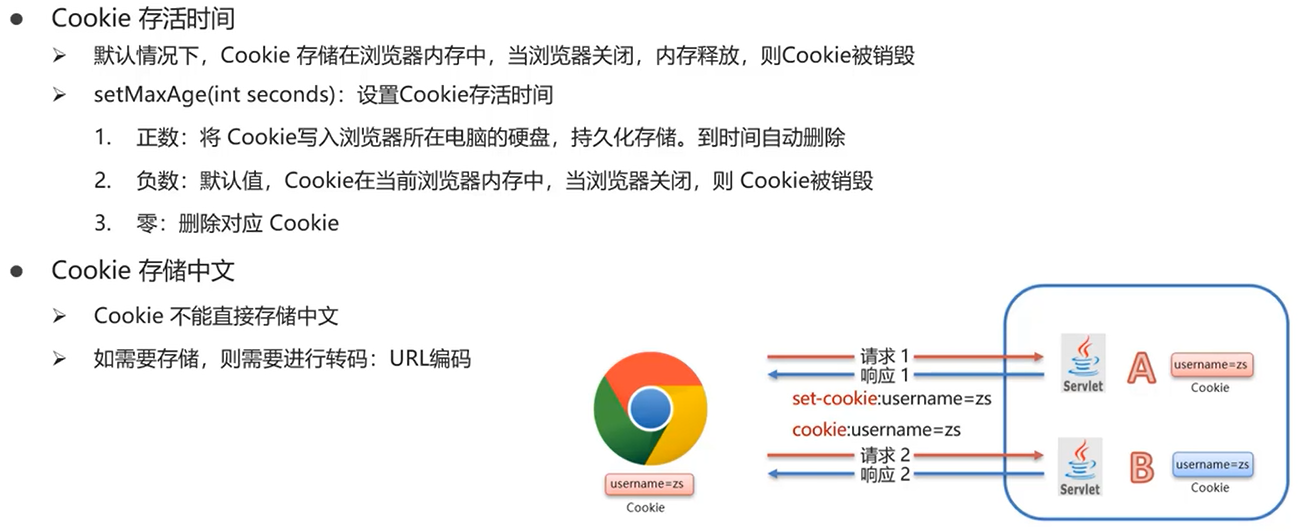 ● Cookie 存活时间
➢ 默认情况下，Cookie 存储在浏览器内存中，当浏览器关闭，内存释放，则Cookie被销毁
➢ setMaxAge(int seconds)：设置Cookie存活时间
1. 正数：将 Cookie写入浏览器所在电脑的硬盘，持久化存储。到时间自动删除
2. 负数：默认值，Cookie在当前浏览器内存中，当浏览器关闭，则 Cookie被销毁
3. 零：删除对应 Cookie
● Cookie 存储中文
➢ Cookie 不能直接存储中文
➢ 如需要存储，则需要进行转码：URL编码
请求 1
响应 1
set-cookie:username=zs
cookie:username=zs
请求 2
响应 2
username=zs
Cookie
Servlet
A
username=zs
Cookie
Servlet
B
username=zs
Cookie